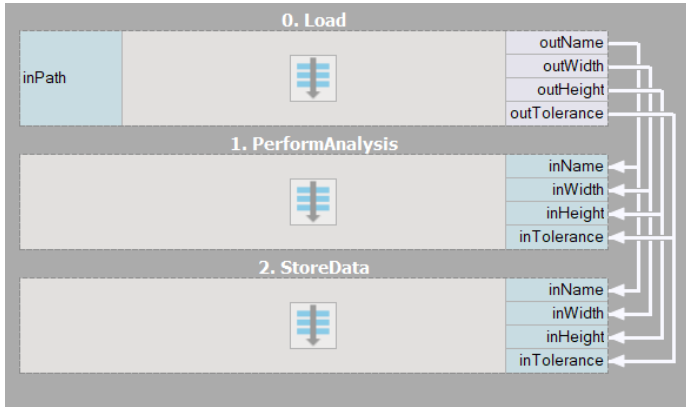 0. Load
outName
outWidth
inPath
outHeight
outTolerance
1. PerformAnalysis
inName
inWidth
inHeight
inTolerance
2. StoreData
inName
inWidth
inHeight
inTolerance